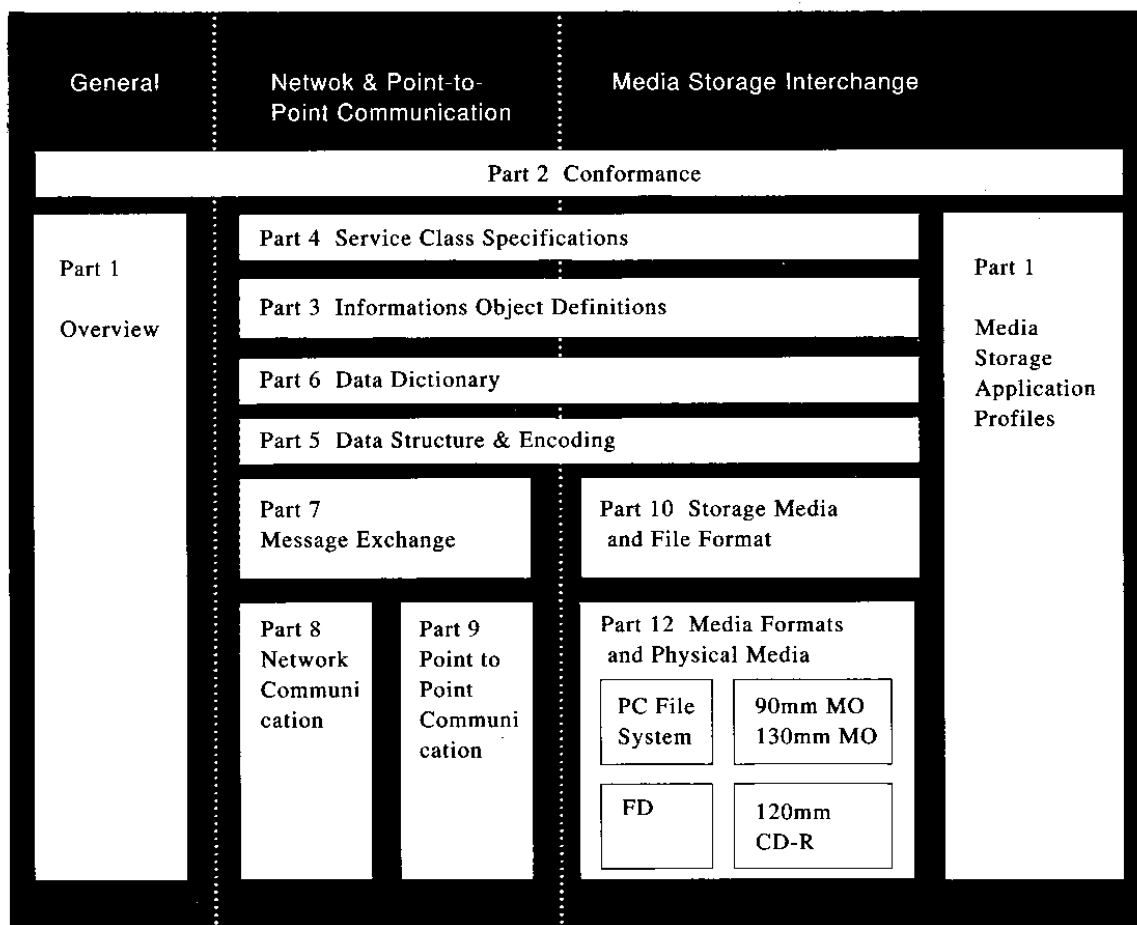 General
Netwok & Point-to-
Point Communication
Media Storage Interchange
Part 2 Conformance
Part 1
Overview
Part 4 Service Class Specifications
Part 3 Informations Object Definitions
Part 6 Data Dictionary
Part 5 Data Structure & Encoding
Part 7
Message Exchange
Part 8
Network
Communi
cation
Part 9
Point to
Point
Communi
cation
Part 10 Storage Media
and File Format
Part 12 Media Formats
and Physical Media
PC File
System
90mm MO
130mm MO
FD
120mm
CD-R
Part 1
Media
Storage
Application
Profiles